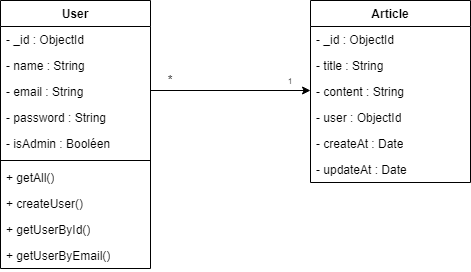 User
- _id : ObjectId
- name : String
- email : String
- password : String
- isAdmin : Booléen
+ getAll()
+ createUser()
+ getUserById()
+ getUserByEmail()
*
1
Article
- _id : ObjectId
- title : String
- content : String
- user : ObjectId
- createAt : Date
- updateAt : Date